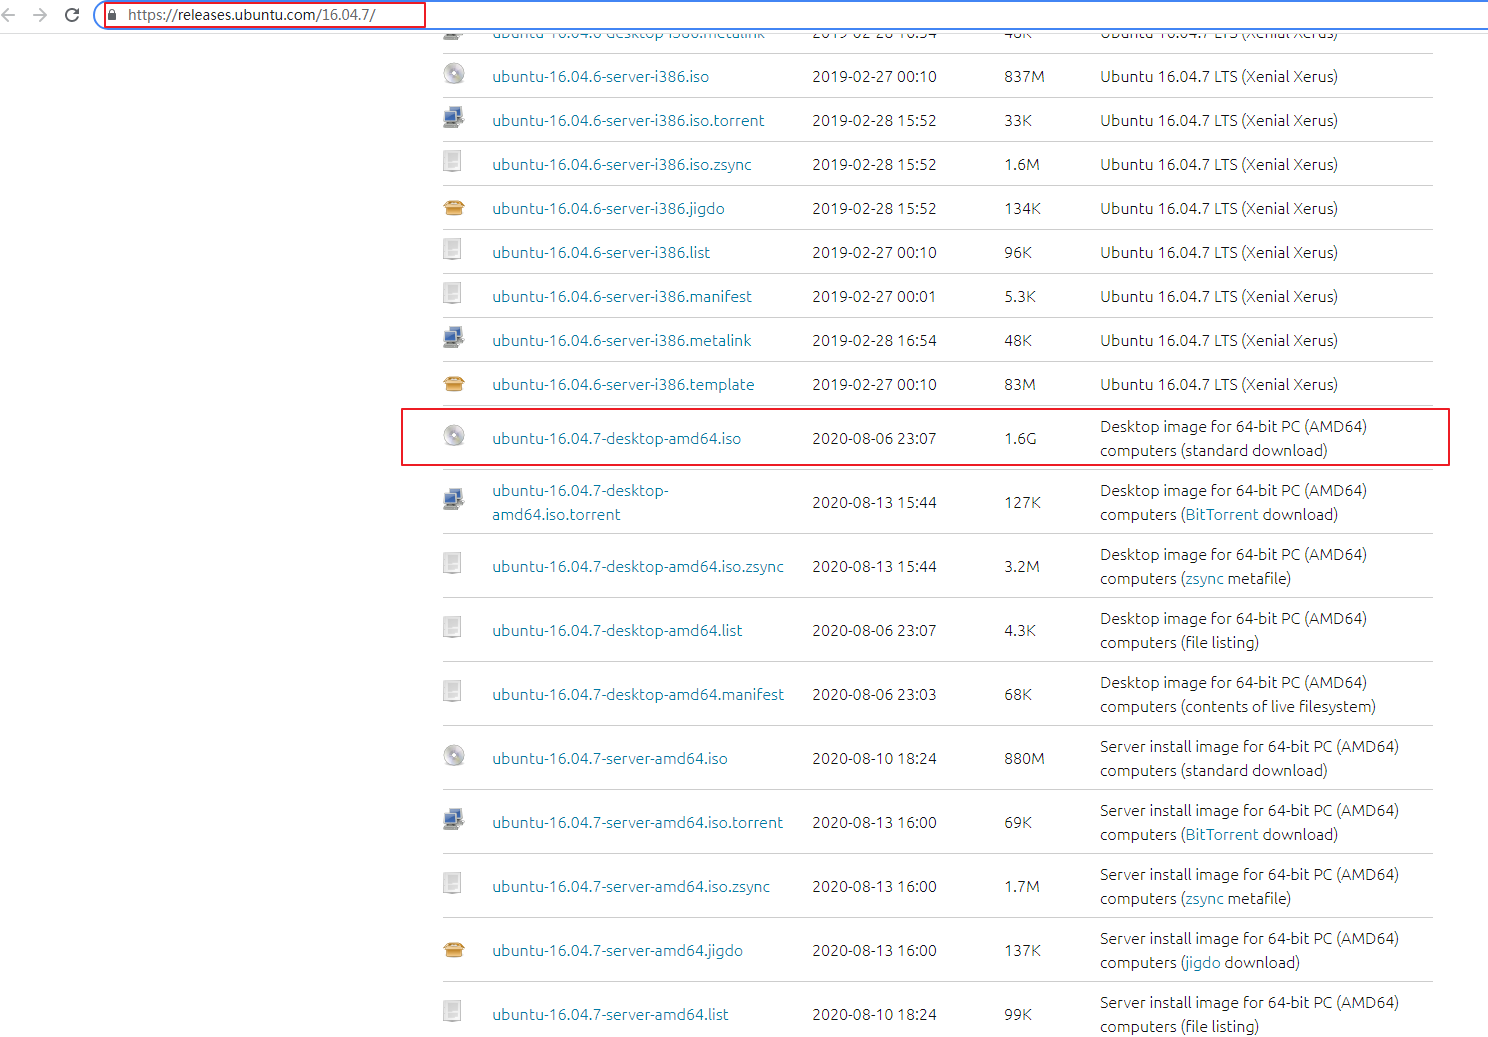 https://releases.ubuntu.com/16.04.7/
ubuntu-16.04.6-desktop-i386.metalink 2019-02-28 16:54 48K Ubuntu 16.04.7 LTS (Xenial Xerus)
ubuntu-16.04.6-server-i386.iso 2019-02-27 00:10 837M Ubuntu 16.04.7 LTS (Xenial Xerus)
ubuntu-16.04.6-server-i386.iso.torrent 2019-02-28 15:52 33K Ubuntu 16.04.7 LTS (Xenial Xerus)
ubuntu-16.04.6-server-i386.iso.zsync 2019-02-28 15:52 1.6M Ubuntu 16.04.7 LTS (Xenial Xerus)
ubuntu-16.04.6-server-i386.jigdo 2019-02-28 15:52 134K Ubuntu 16.04.7 LTS (Xenial Xerus)
ubuntu-16.04.6-server-i386.list 2019-02-27 00:10 96K Ubuntu 16.04.7 LTS (Xenial Xerus)
ubuntu-16.04.6-server-i386.manifest 2019-02-27 00:01 5.3K Ubuntu 16.04.7 LTS (Xenial Xerus)
ubuntu-16.04.6-server-i386.metalink 2019-02-28 16:54 48K Ubuntu 16.04.7 LTS (Xenial Xerus)
ubuntu-16.04.6-server-i386.template 2019-02-27 00:10 83M Ubuntu 16.04.7 LTS (Xenial Xerus)
ubuntu-16.04.7-desktop-amd64.iso 2020-08-06 23:07 1.6G Desktop image for 64-bit PC (AMD64)
computers (standard download)
ubuntu-16.04.7-desktop-
amd64.iso.torrent 2020-08-13 15:44 127K Desktop image for 64-bit PC (AMD64)
computers (BitTorrent download)
ubuntu-16.04.7-desktop-amd64.iso.zsync 2020-08-13 15:44 3.2M Desktop image for 64-bit PC (AMD64)
computers (zsync metafile)
ubuntu-16.04.7-desktop-amd64.list 2020-08-06 23:07 4.3K Desktop image for 64-bit PC (AMD64)
computers (file listing)
ubuntu-16.04.7-desktop-amd64.manifest 2020-08-06 23:03 68K Desktop image for 64-bit PC (AMD64)
computers (contents of live filesystem)
ubuntu-16.04.7-server-amd64.iso 2020-08-10 18:24 880M Server install image for 64-bit PC (AMD64)
computers (standard download)
ubuntu-16.04.7-server-amd64.iso.torrent 2020-08-13 16:00 69K Server install image for 64-bit PC (AMD64)
computers (BitTorrent download)
ubuntu-16.04.7-server-amd64.iso.zsync 2020-08-13 16:00 1.7M Server install image for 64-bit PC (AMD64)
computers (zsync metafile)
ubuntu-16.04.7-server-amd64.jigdo 2020-08-13 16:00 137K Server install image for 64-bit PC (AMD64)
computers (jigdo download)
ubuntu-16.04.7-server-amd64.list 2020-08-10 18:24 99K Server install image for 64-bit PC (AMD64)
computers (file listing)